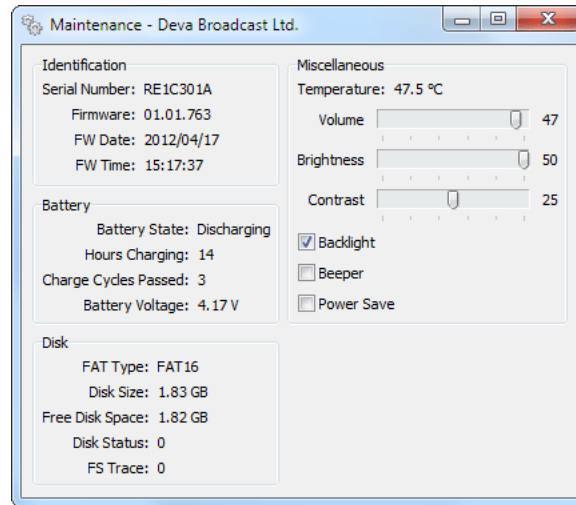 Maintenance - Deva Broadcast Ltd.
Identification
Serial Number: RE1C301A
Firmware: 01.01.763
FW Date: 2012/04/17
FW Time: 15:17:37
Battery
Battery State: Discharging
Hours Charging: 14
Charge Cycles Passed: 3
Battery Voltage: 4.17 V
Disk
FAT Type: FAT16
Disk Size: 1.83 GB
Free Disk Space: 1.82 GB
Disk Status: 0
FS Trace: 0
Miscellaneous
Temperature: 47.5 ºC
Volume 47
Brightness 50
Contrast 25
Backlight
Beeper
Power Save